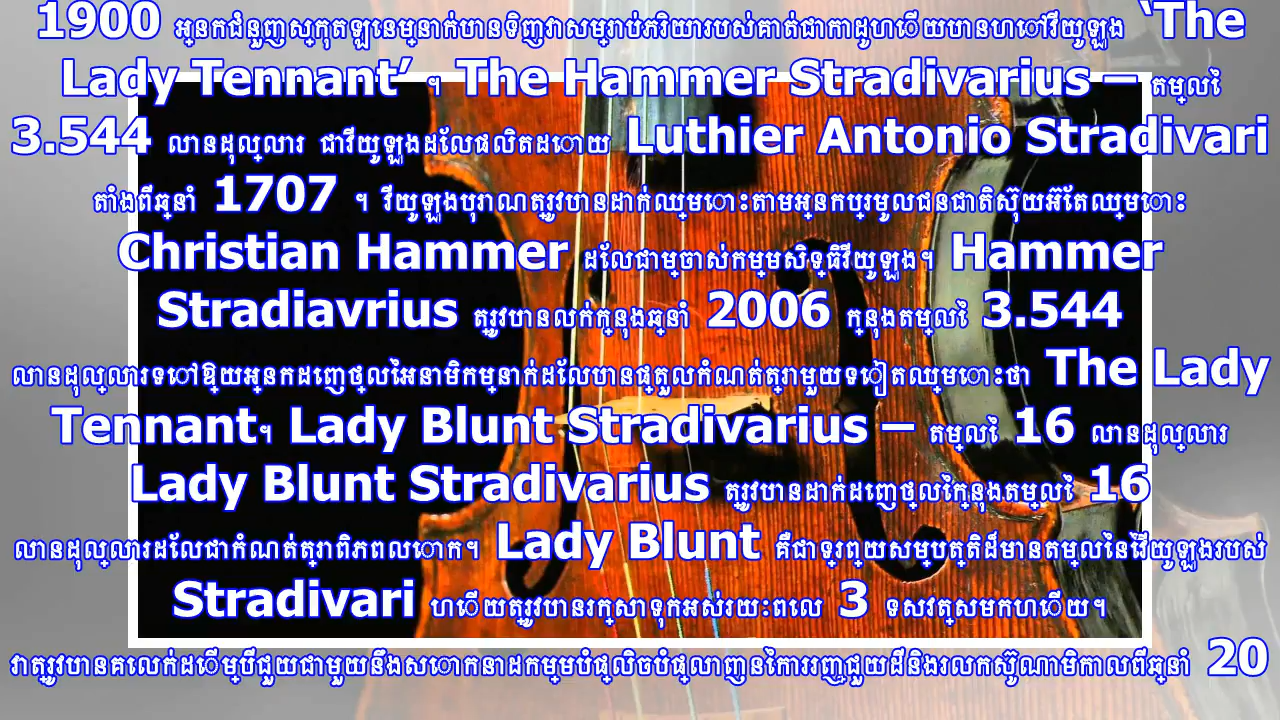 1900 អ្នកជំនួញស្កុតឡេនម្នាក់បានទិញវាសម្រាប់ភរិយារបស់គាត់ជាកាដូហើយបានហៅវីយូឡុង ‘The
Lady Tennant’ ។ The Hammer Stradivarius – តម្លៃ
3.544 លានដុល្លារ ជាវីយូឡុងដែលផលិតដោយ Luthier Antonio Stradivari
តាំងពីឆ្នាំ 1707 ។ វីយូឡុងបុរាណត្រូវបានដាក់ឈ្មោះតាមអ្នកប្រមូលជនជាតិស៊ុយអ៊ែតឈ្មោះ
Christian Hammer ដែលជាម្ចាស់កម្មសិទ្ធិវីយូឡុង។ Hammer
Stradiavrius ត្រូវបានលក់ក្នុងឆ្នាំ 2006 ក្នុងតម្លៃ 3.544
លានដុល្លារទៅឱ្យអ្នកដេញថ្លៃអនាមិកម្នាក់ដែលបានផ្តួលកំណត់ត្រាមួយទៀតឈ្មោះថា The Lady
Tennant។ Lady Blunt Stradivarius – តម្លៃ 16 លានដុល្លារ
Lady Blunt Stradivarius ត្រូវបានដាក់ដេញថ្លៃក្នុងតម្លៃ 16
លានដុល្លារដែលជាកំណត់ត្រាពិភពលោក។ Lady Blunt គឺជាទ្រព្យសម្បត្តិដ៏មានតម្លៃនៃវីយូឡុងរបស់
Stradivari ហើយត្រូវបានរក្សាទុកអស់រយៈពេល 3 ទសវត្សមកហើយ។
វាត្រូវបានគេលក់ដើម្បីជួយជាមួយនឹងសោកនាដកម្មបំផ្លិចបំផ្លាញនៃការរញ្ជួយដីនិងរលកស៊ូណាមិកាលពីឆ្នាំ 20